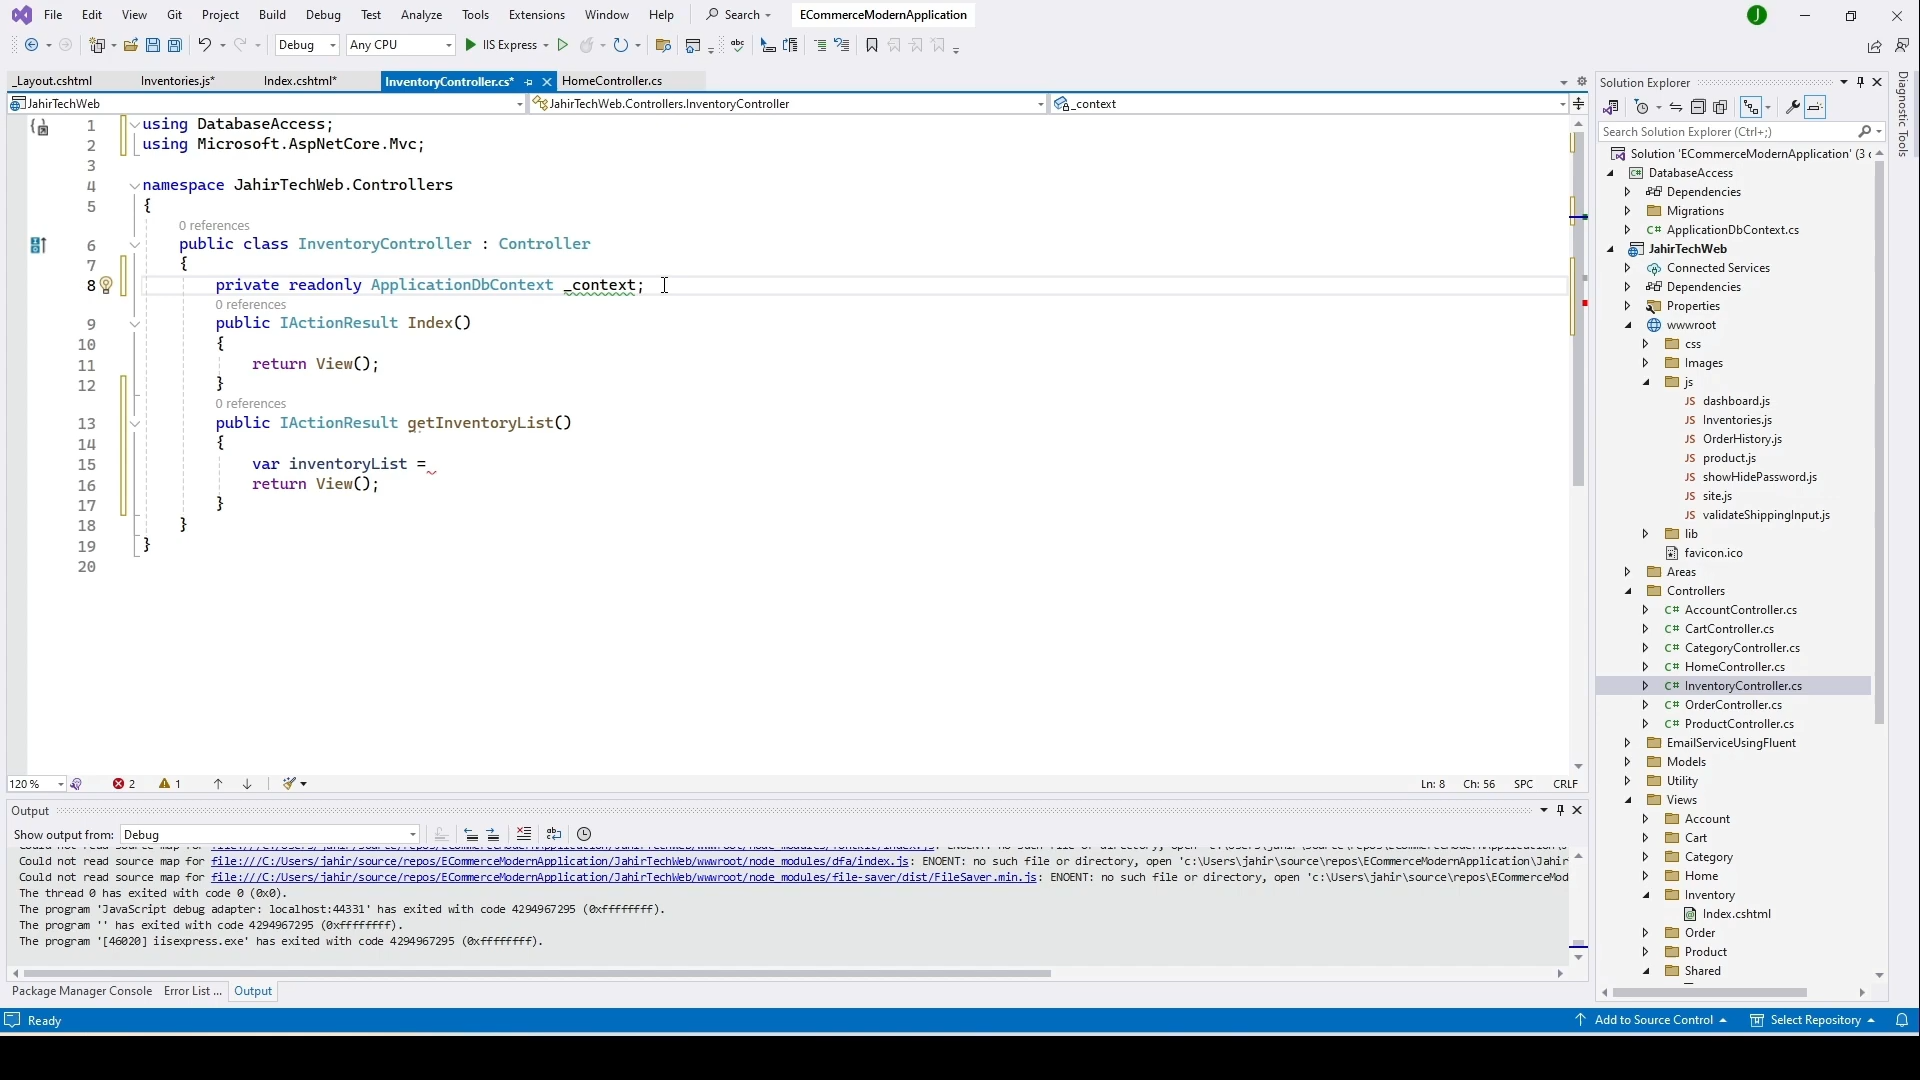 File Edit View Git Project Build Debug Test Analyze Tools Extensions Window Help Search ECommerceModernApplication J
Debug Any CPU IIS Express
_Layout.cshtml Inventories.js* Index.cshtml* InventoryController.cs* HomeController.cs
JahirTechWeb JahirTechWeb.Controllers.InventoryController _context
1 using DatabaseAccess;
2 using Microsoft.AspNetCore.Mvc;
3
4 namespace JahirTechWeb.Controllers
5 {
0 references
6 public class InventoryController : Controller
7 {
8 private readonly ApplicationDbContext _context;
0 references
9 public IActionResult Index()
10 {
11 return View();
12 }
0 references
13 public IActionResult getInventoryList()
14 {
15 var inventoryList =
16 return View();
17 }
18 }
19 }
20
120 % 2 1 Ln: 8 Ch: 56 SPC CRLF
Output
Show output from: Debug
Could not read source map for file:///C:/Users/jahir/source/repos/ECommerceModernApplication/JahirTechWeb/wwwroot/node_modules/dfa/index.js: ENOENT: no such file or directory, open 'c:\Users\jahir\source\repos\ECommerceModernApplication\Jahir
Could not read source map for file:///C:/Users/jahir/source/repos/ECommerceModernApplication/JahirTechWeb/wwwroot/node_modules/file-saver/dist/FileSaver.min.js: ENOENT: no such file or directory, open 'c:\Users\jahir\source\repos\ECommerceMod
The thread 0 has exited with code 0 (0x0).
The program 'JavaScript debug adapter: localhost:44331' has exited with code 4294967295 (0xffffffff).
The program '' has exited with code 4294967295 (0xffffffff).
The program '[46020] iisexpress.exe' has exited with code 4294967295 (0xffffffff).
Package Manager Console Error List ... Output
Ready Add to Source Control Select Repository
Solution Explorer
Search Solution Explorer (Ctrl+;)
Solution 'ECommerceModernApplication' (3
DatabaseAccess
Dependencies
Migrations
C# ApplicationDbContext.cs
JahirTechWeb
Connected Services
Dependencies
Properties
wwwroot
css
Images
js
JS dashboard.js
JS Inventories.js
JS OrderHistory.js
JS product.js
JS showHidePassword.js
JS site.js
JS validateShippingInput.js
lib
favicon.ico
Areas
Controllers
C# AccountController.cs
C# CartController.cs
C# CategoryController.cs
C# HomeController.cs
C# InventoryController.cs
C# OrderController.cs
C# ProductController.cs
EmailServiceUsingFluent
Models
Utility
Views
Account
Cart
Category
Home
Inventory
Index.cshtml
Order
Product
Shared
Diagnostic Tools